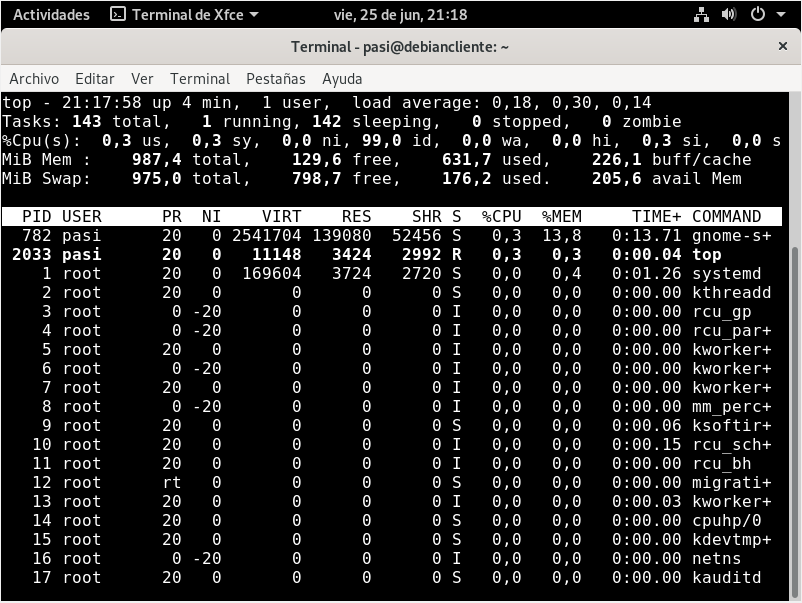 Actividades Terminal de Xfce vie, 25 de jun, 21:18
Terminal - pasi@debiancliente: ~ ×
Archivo Editar Ver Terminal Pestañas Ayuda
top - 21:17:58 up 4 min,  1 user,  load average: 0,18, 0,30, 0,14
Tasks: 143 total,   1 running, 142 sleeping,   0 stopped,   0 zombie
%Cpu(s):  0,3 us,  0,3 sy,  0,0 ni, 99,0 id,  0,0 wa,  0,0 hi,  0,3 si,  0,0 s
MiB Mem :    987,4 total,    129,6 free,    631,7 used,    226,1 buff/cache
MiB Swap:    975,0 total,    798,7 free,    176,2 used.    205,6 avail Mem
PID USER      PR  NI    VIRT    RES    SHR S  %CPU  %MEM     TIME+ COMMAND
782 pasi      20   0 2541704 139080  52456 S   0,3  13,8   0:13.71 gnome-s+
2033 pasi      20   0   11148   3424   2992 R   0,3   0,3   0:00.04 top
1 root      20   0  169604   3724   2720 S   0,0   0,4   0:01.26 systemd
2 root      20   0       0      0      0 S   0,0   0,0   0:00.00 kthreadd
3 root       0 -20       0      0      0 I   0,0   0,0   0:00.00 rcu_gp
4 root       0 -20       0      0      0 I   0,0   0,0   0:00.00 rcu_par+
5 root      20   0       0      0      0 I   0,0   0,0   0:00.00 kworker+
6 root       0 -20       0      0      0 I   0,0   0,0   0:00.00 kworker+
7 root      20   0       0      0      0 I   0,0   0,0   0:00.00 kworker+
8 root       0 -20       0      0      0 I   0,0   0,0   0:00.00 mm_perc+
9 root      20   0       0      0      0 S   0,0   0,0   0:00.06 ksoftir+
10 root      20   0       0      0      0 I   0,0   0,0   0:00.15 rcu_sch+
11 root      20   0       0      0      0 I   0,0   0,0   0:00.00 rcu_bh
12 root      rt   0       0      0      0 S   0,0   0,0   0:00.00 migrati+
13 root      20   0       0      0      0 I   0,0   0,0   0:00.03 kworker+
14 root      20   0       0      0      0 S   0,0   0,0   0:00.00 cpuhp/0
15 root      20   0       0      0      0 S   0,0   0,0   0:00.00 kdevtmp+
16 root       0 -20       0      0      0 I   0,0   0,0   0:00.00 netns
17 root      20   0       0      0      0 S   0,0   0,0   0:00.00 kauditd